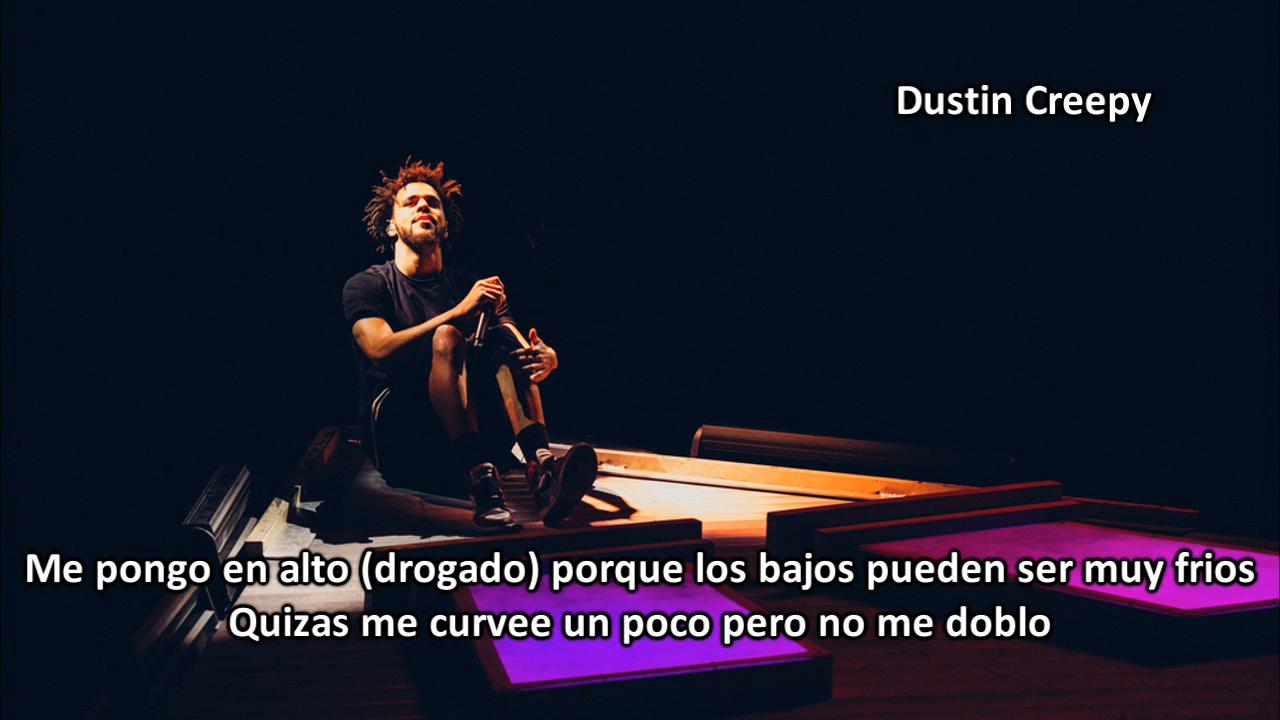 Dustin Creepy
Me pongo en alto (drogado) porque los bajos pueden ser muy frios
Quizas me curvee un poco pero no me doblo